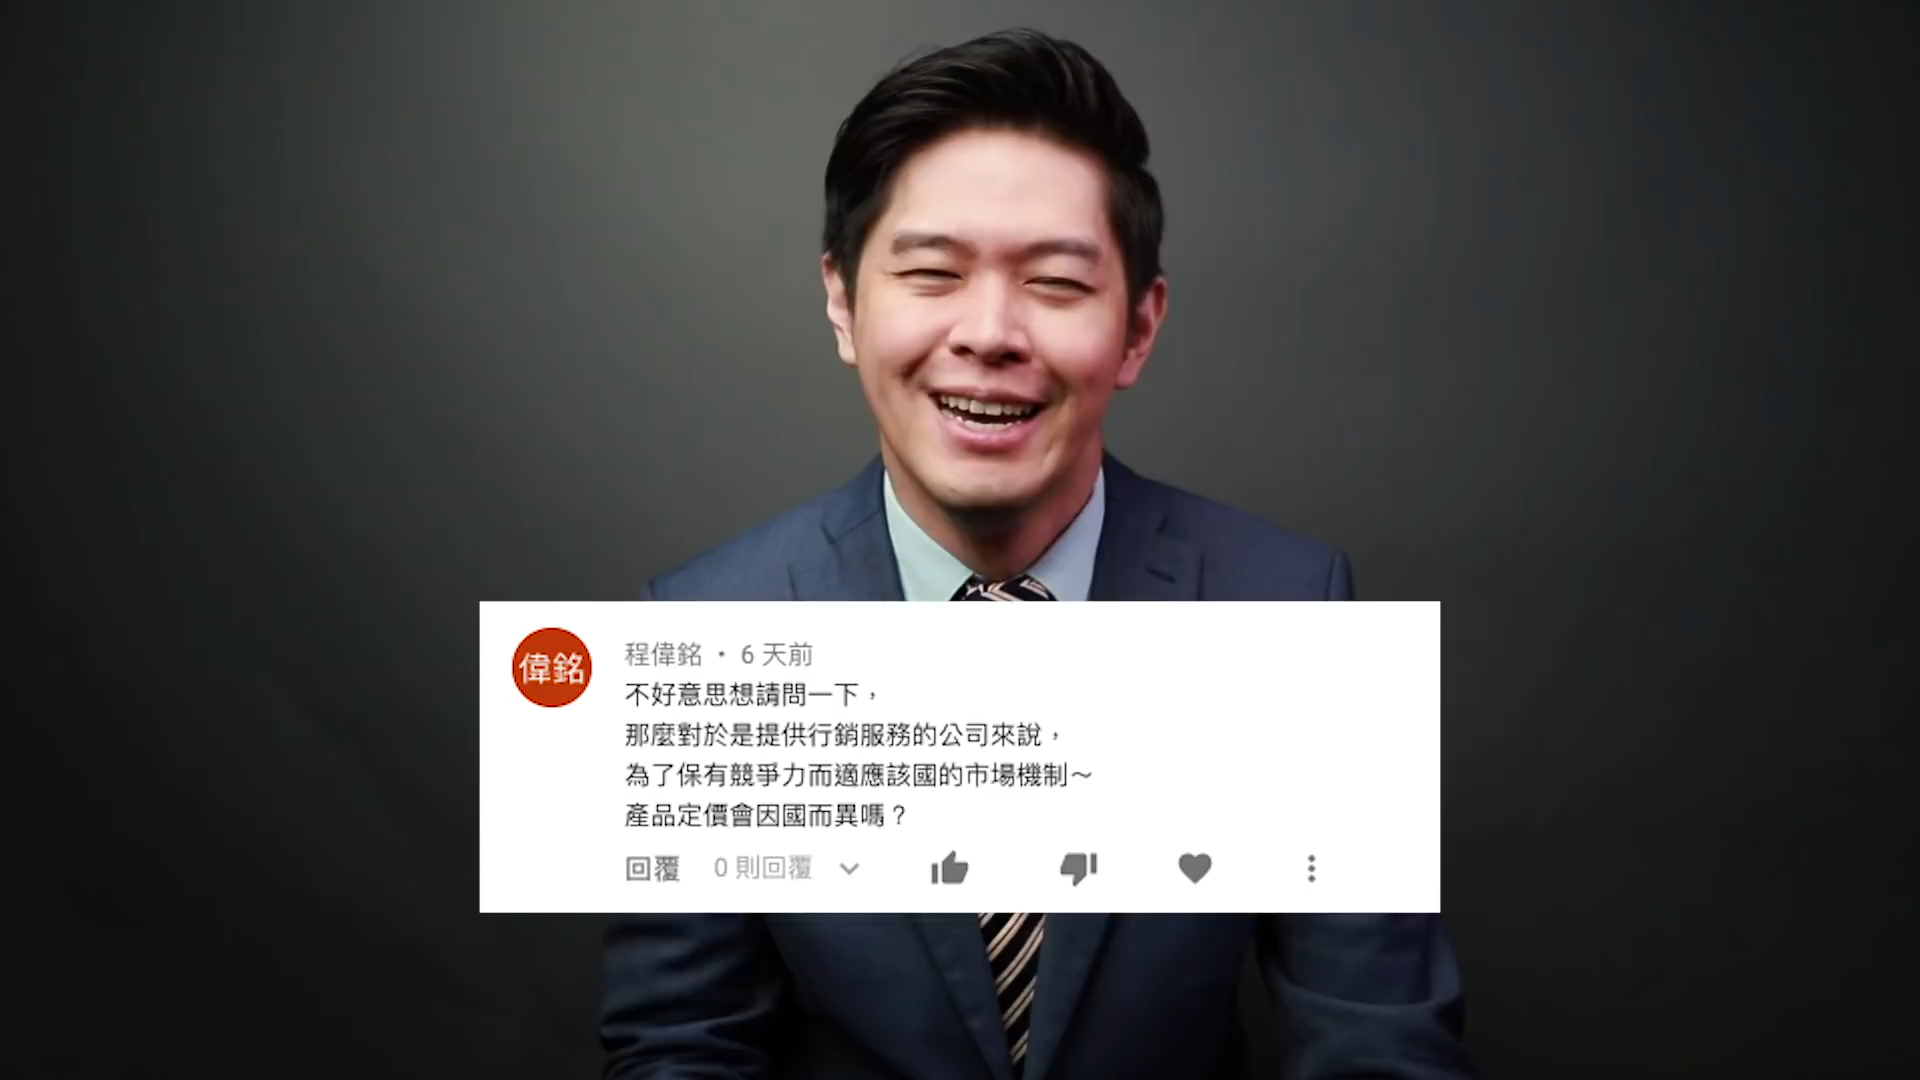 偉銘
程偉銘 • 6 天前
不好意思想請問一下，
那麼對於是提供行銷服務的公司來說，
為了保有競爭力而適應該國的市場機制～
產品定價會因國而異嗎？
回覆 0 則回覆